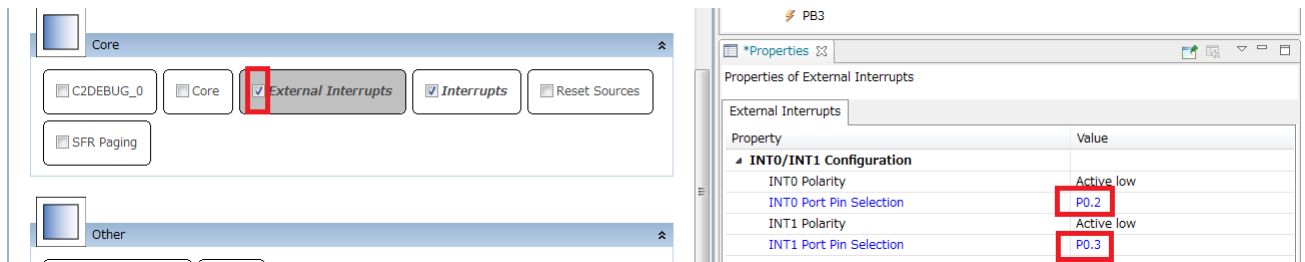 Core
C2DEBUG_0
Core
External Interrupts
Interrupts
Reset Sources
SFR Paging
Other
PB3
*Properties
Properties of External Interrupts
External Interrupts
Property Value
INT0/INT1 Configuration
INT0 Polarity Active low
INT0 Port Pin Selection P0.2
INT1 Polarity Active low
INT1 Port Pin Selection P0.3